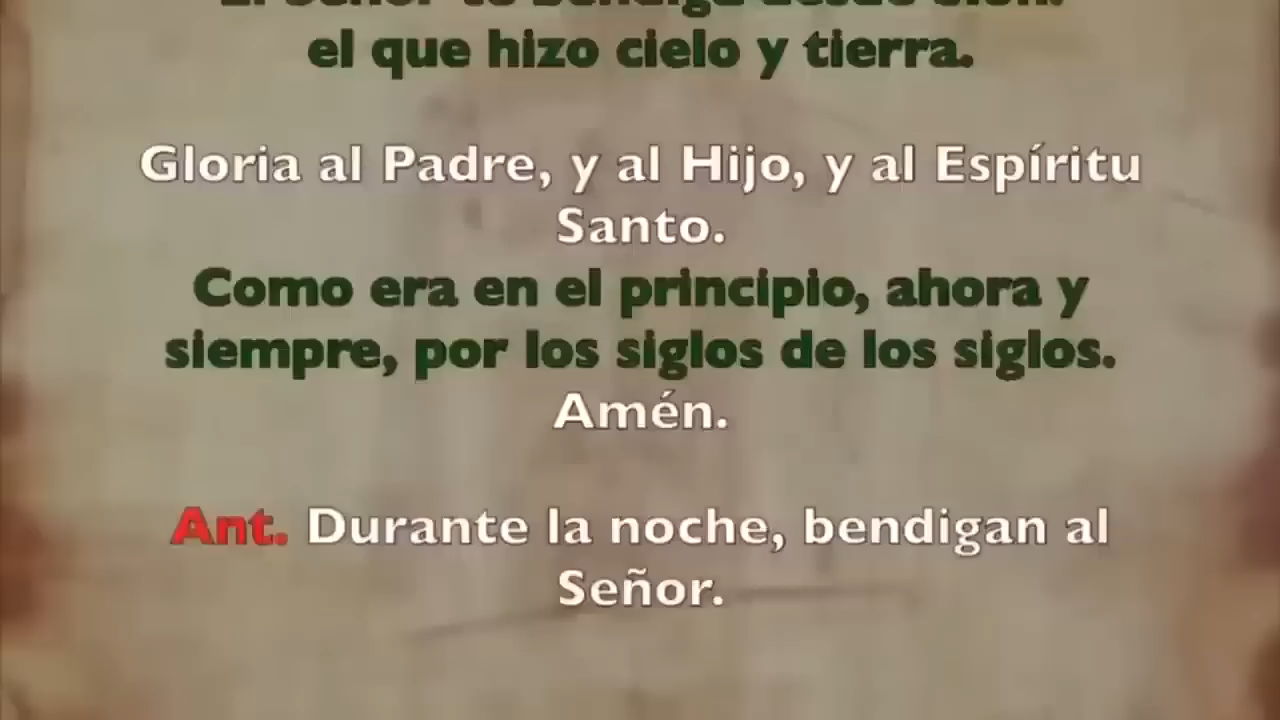 el que hizo cielo y tierra.
Gloria al Padre, y al Hijo, y al Espíritu
Santo.
Como era en el principio, ahora y
siempre, por los siglos de los siglos.
Amén.
Ant. Durante la noche, bendigan al
Señor.